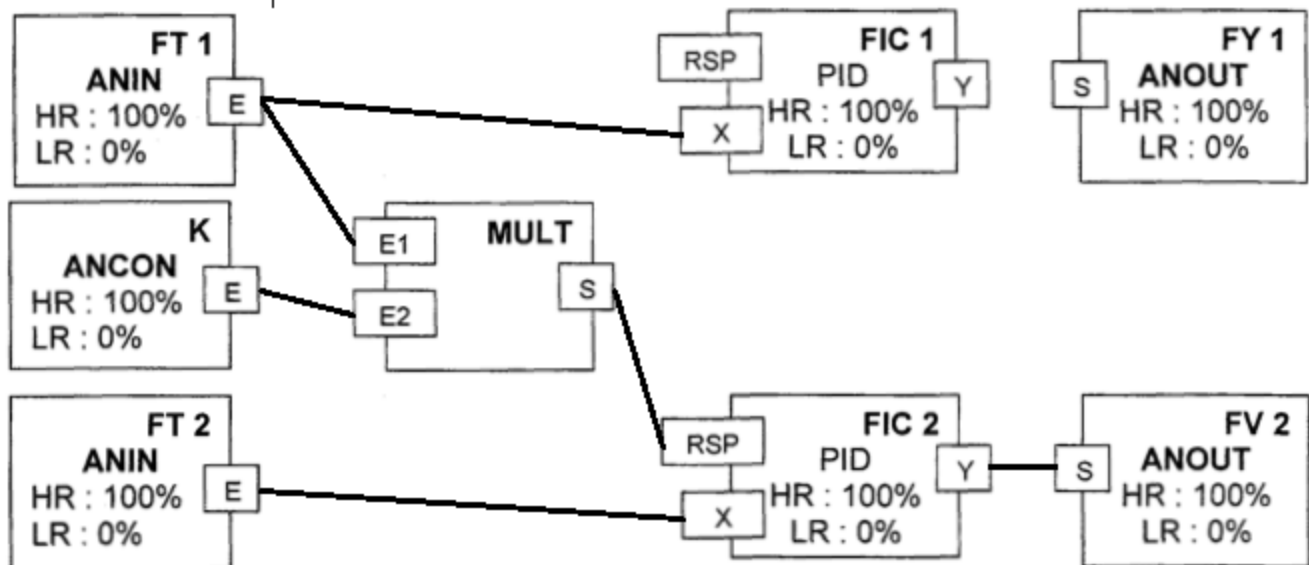 FT 1
ANIN
HR : 100%
LR : 0%
E
RSP
X
FIC 1
PID
HR : 100%
LR : 0%
Y
S
FY 1
ANOUT
HR : 100%
LR : 0%
K
ANCON
HR : 100%
LR : 0%
E
E1
E2
MULT
S
FT 2
ANIN
HR : 100%
LR : 0%
E
RSP
X
FIC 2
PID
HR : 100%
LR : 0%
Y
S
FV 2
ANOUT
HR : 100%
LR : 0%